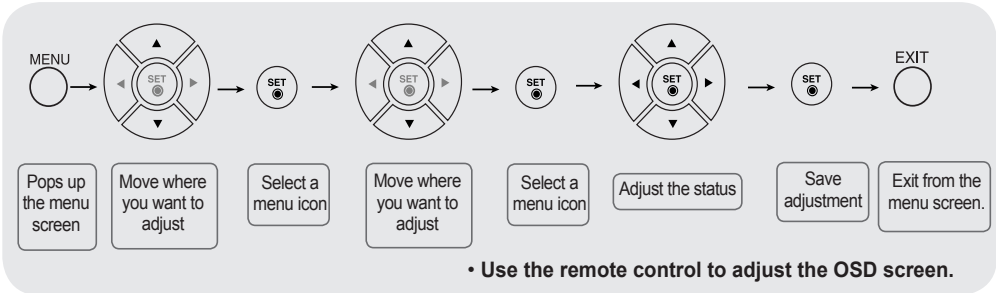 MENU
SET
SET
SET
SET
SET
SET
EXIT
Pops up
the menu
screen
Move where
you want to
adjust
Select a
menu icon
Move where
you want to
adjust
Select a
menu icon
Adjust the status
Save
adjustment
Exit from the
menu screen.
• Use the remote control to adjust the OSD screen.